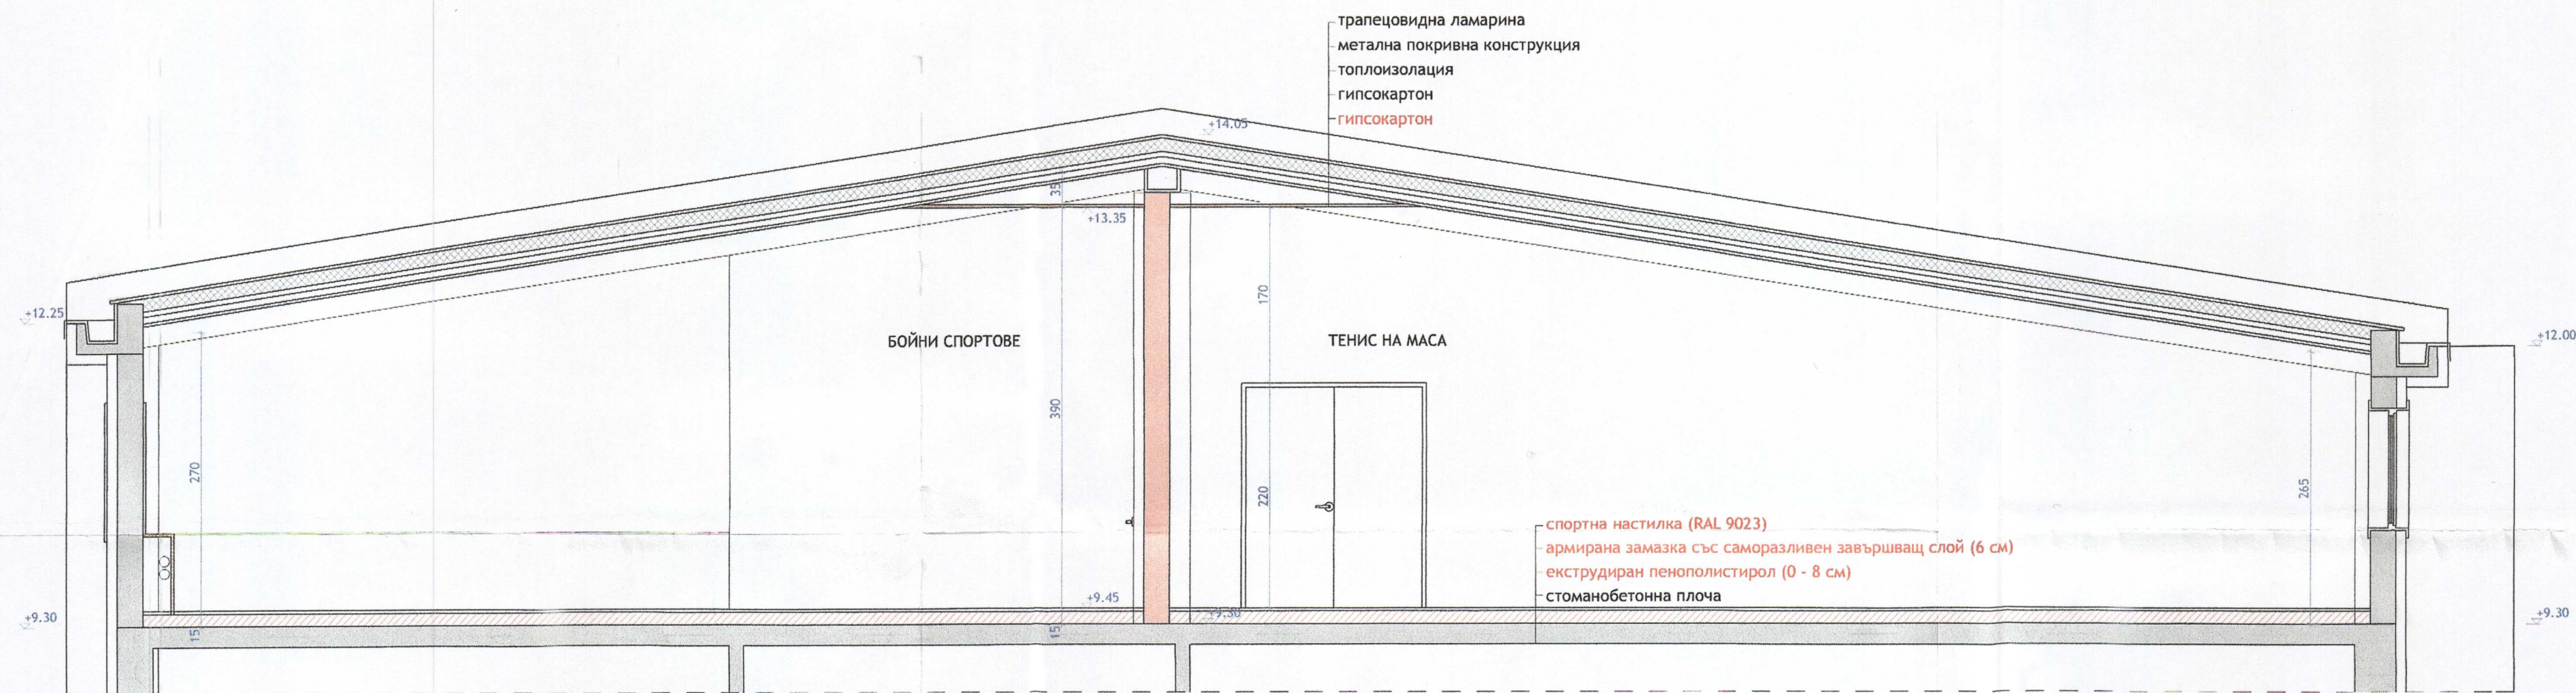 трапецовидна ламарина
метална покривна конструкция
топлоизолация
гипсокартон
гипсокартон
+14.05
35
+13.35
+12.25
170
+12.00
БОЙНИ СПОРТОВЕ
ТЕНИС НА МАСА
390
270
220
265
спортна настилка (RAL 9023)
армирана замазка със саморазливен завършващ слой (6 см)
екструдиран пенополистирол (0 - 8 см)
стоманобетонна плоча
+9.45
+9.30
+9.30
+9.30
15
15